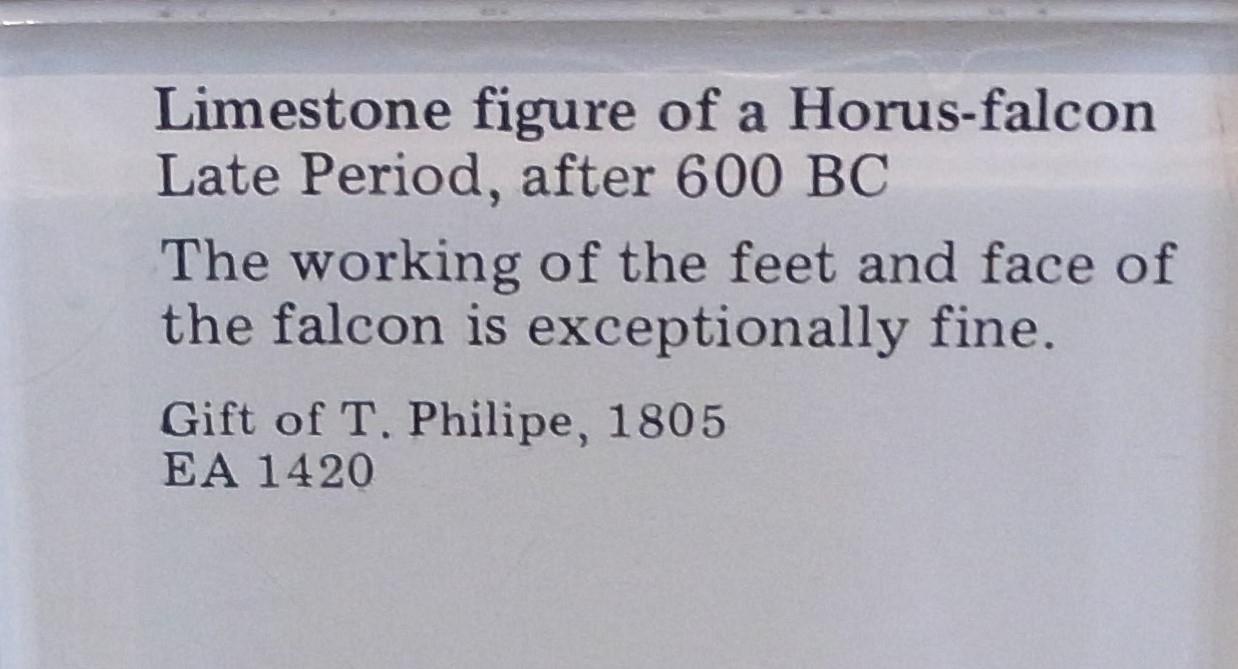 Limestone figure of a Horus-falcon
Late Period, after 600 BC
The working of the feet and face of
the falcon is exceptionally fine.
Gift of T. Philipe, 1805
EA 1420